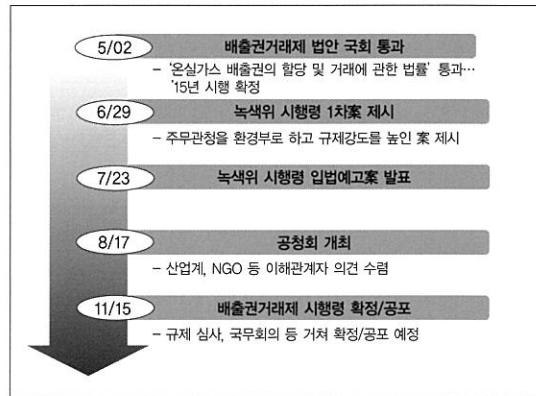 5/02 배출권거래제 법안 국회 통과
– ‘온실가스 배출권의 할당 및 거래에 관한 법률’ 통과…
’15년 시행 확정
6/29 녹색위 시행령 1차案 제시
– 주무관청을 환경부로 하고 규제강도를 높인 案 제시
7/23 녹색위 시행령 입법예고案 발표
8/17 공청회 개최
– 산업계, NGO 등 이해관계자 의견 수렴
11/15 배출권거래제 시행령 확정/공포
– 규제 심사, 국무회의 등 거쳐 확정/공포 예정